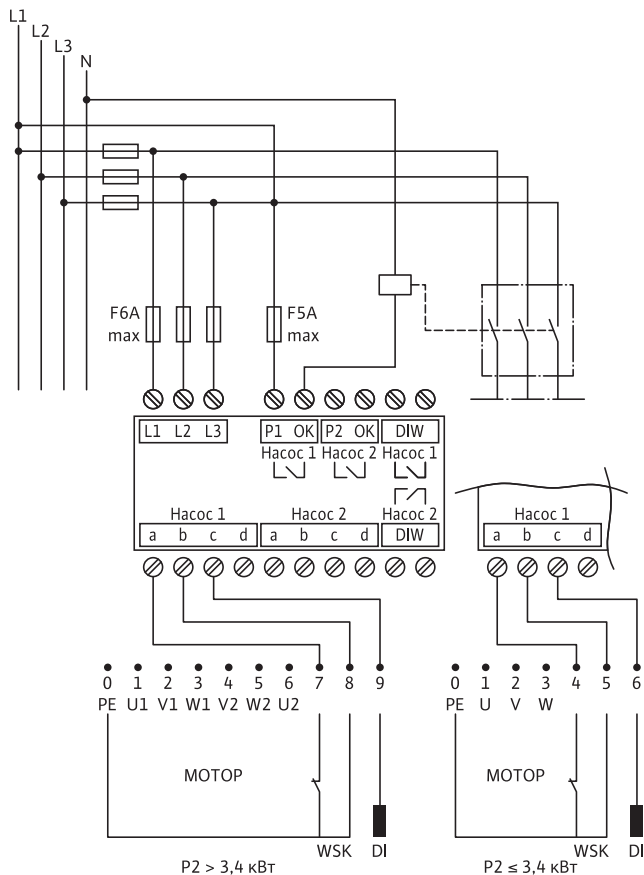 L1
L2
L3
N
F6A
max
F5A
max
L1 L2 L3 P1 OK P2 OK DIW
Насос 1 Насос 2 Насос 1
Насос 1 Насос 2 Насос 2
a b c d a b c d DIW
Насос 1
a b c d
0 1 2 3 4 5 6 7 8 9
PE U1 V1 W1 V2 W2 U2
МОТОР
WSK DI
P2 > 3,4 кВт
0 1 2 3 4 5 6
PE U V W
МОТОР
WSK DI
P2 ≤ 3,4 кВт